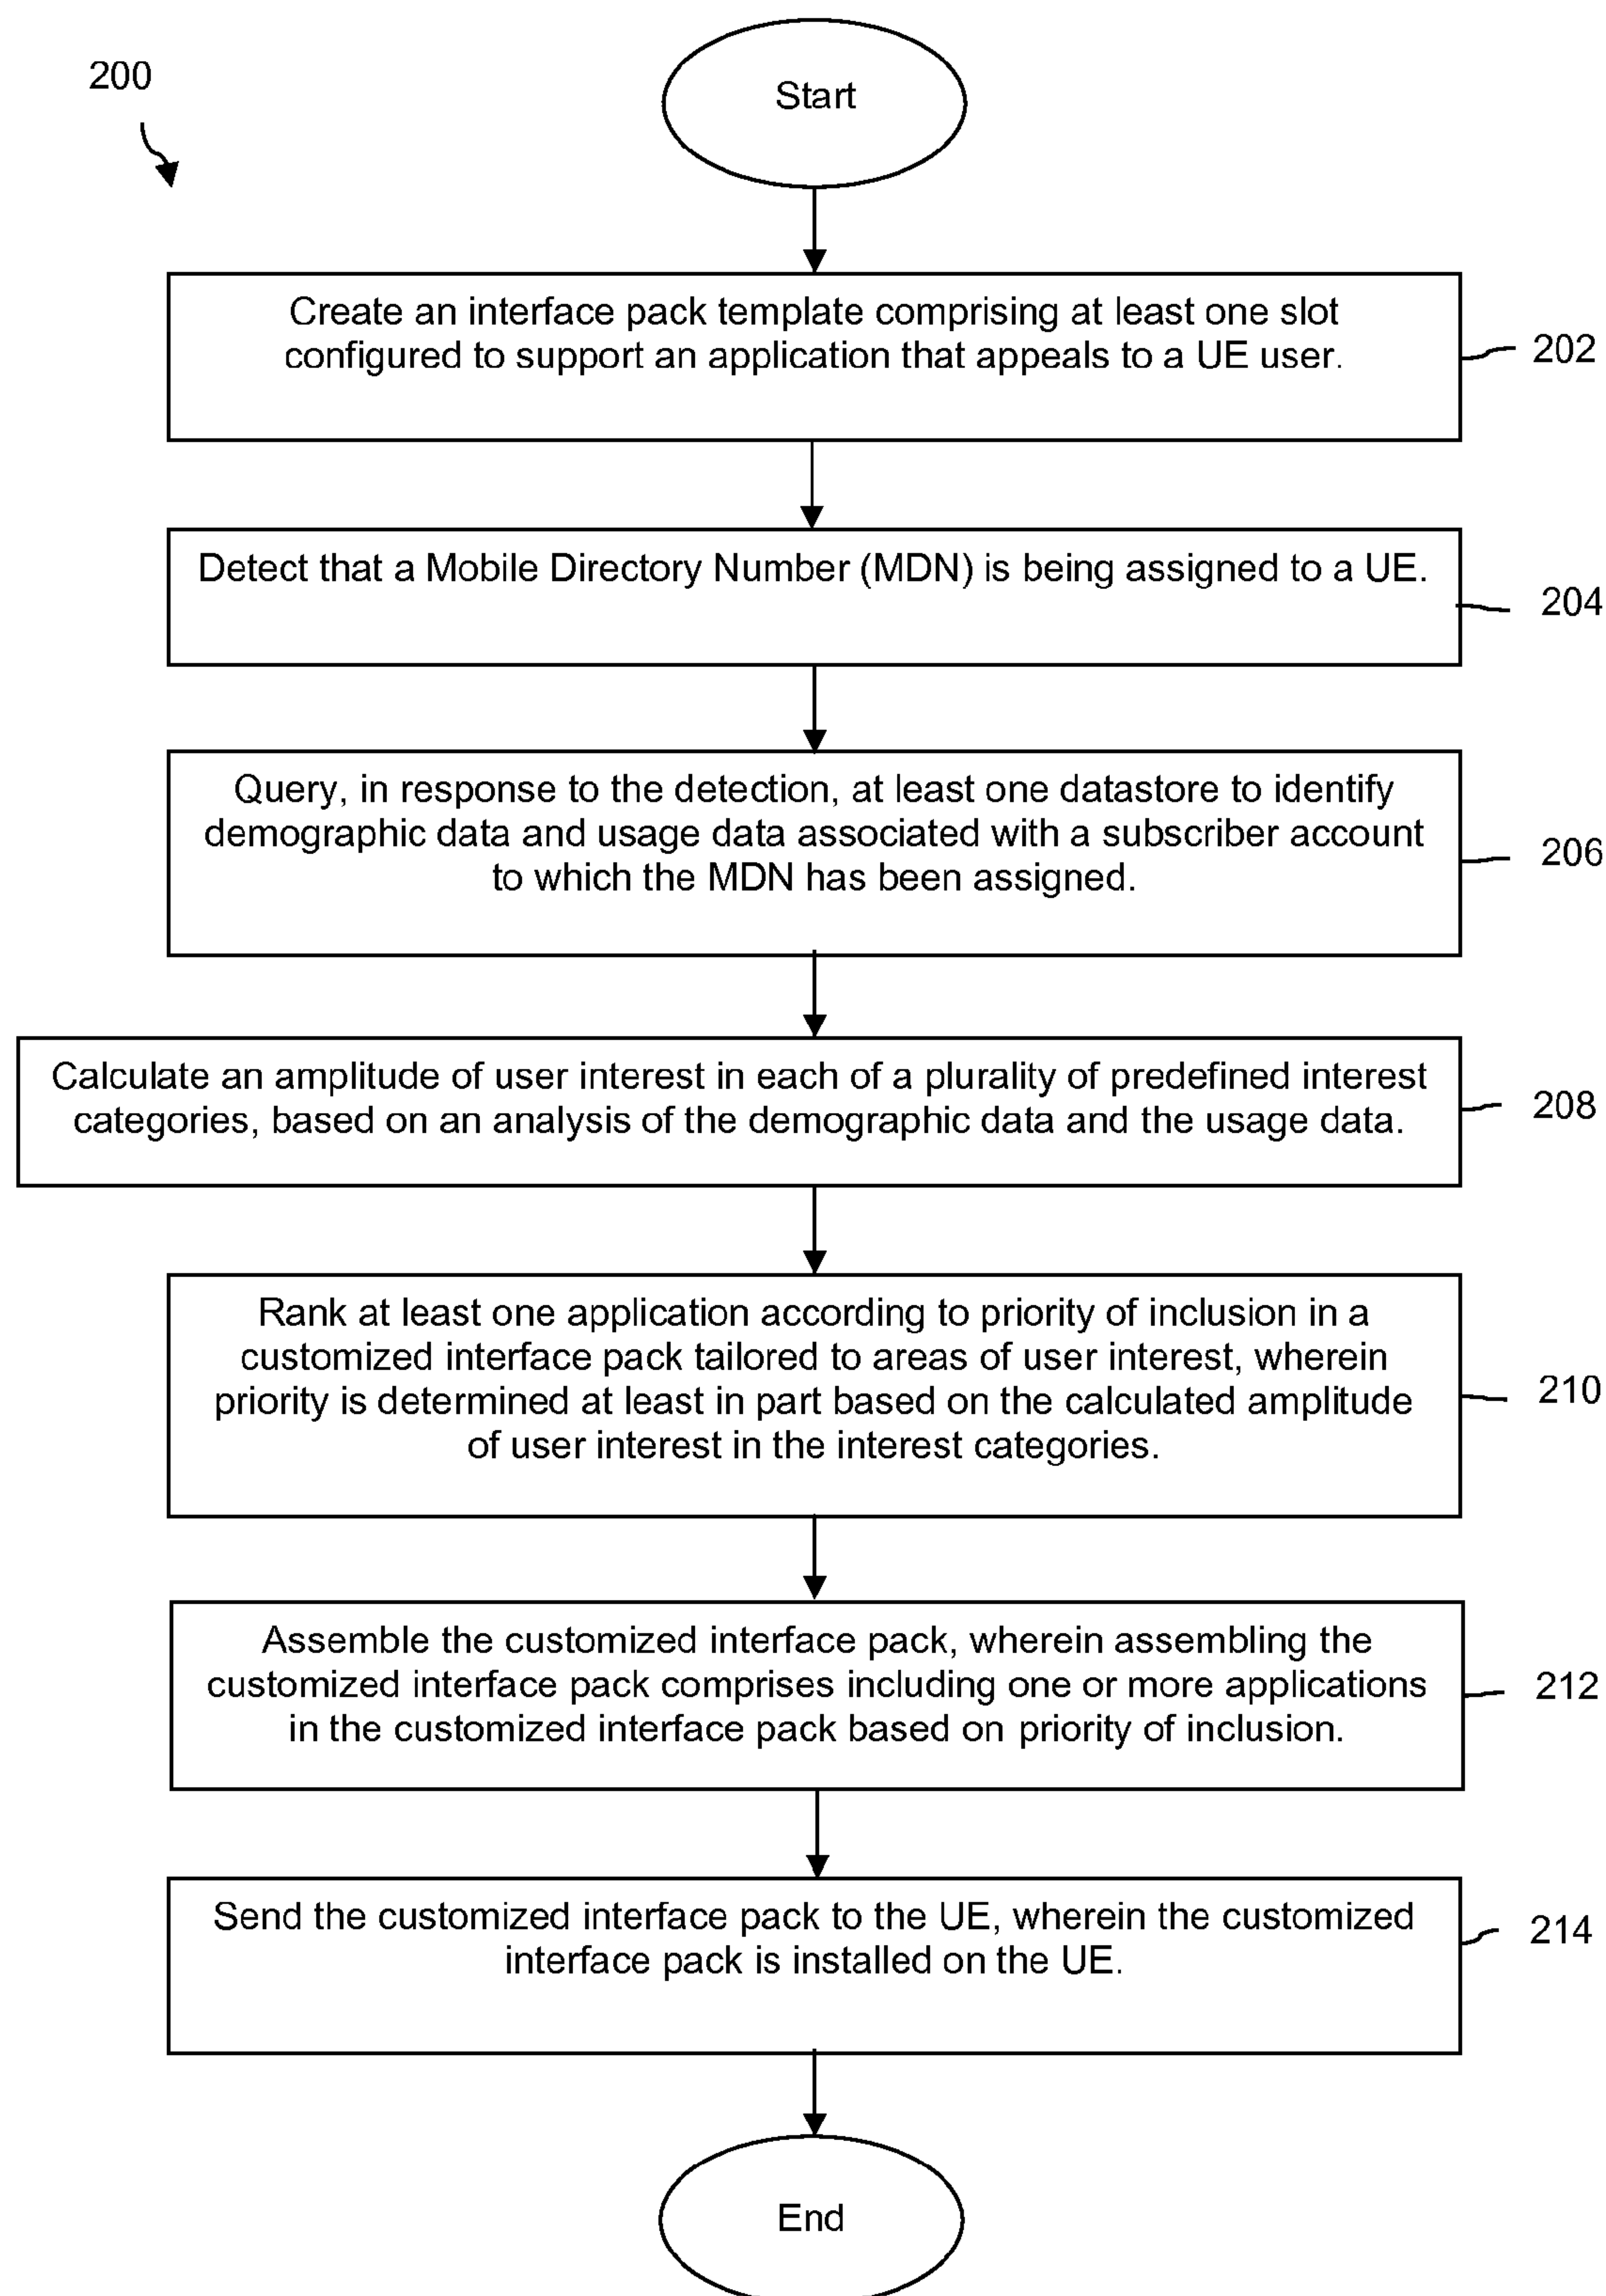 200
Start
Create an interface pack template comprising at least one slot
configured to support an application that appeals to a UE user.
202
Detect that a Mobile Directory Number (MDN) is being assigned to a UE.
204
Query, in response to the detection, at least one datastore to identify
demographic data and usage data associated with a subscriber account
to which the MDN has been assigned.
206
Calculate an amplitude of user interest in each of a plurality of predefined interest
categories, based on an analysis of the demographic data and the usage data.
208
Rank at least one application according to priority of inclusion in a
customized interface pack tailored to areas of user interest, wherein
priority is determined at least in part based on the calculated amplitude
of user interest in the interest categories.
210
Assemble the customized interface pack, wherein assembling the
customized interface pack comprises including one or more applications
in the customized interface pack based on priority of inclusion.
212
Send the customized interface pack to the UE, wherein the customized
interface pack is installed on the UE.
214
End